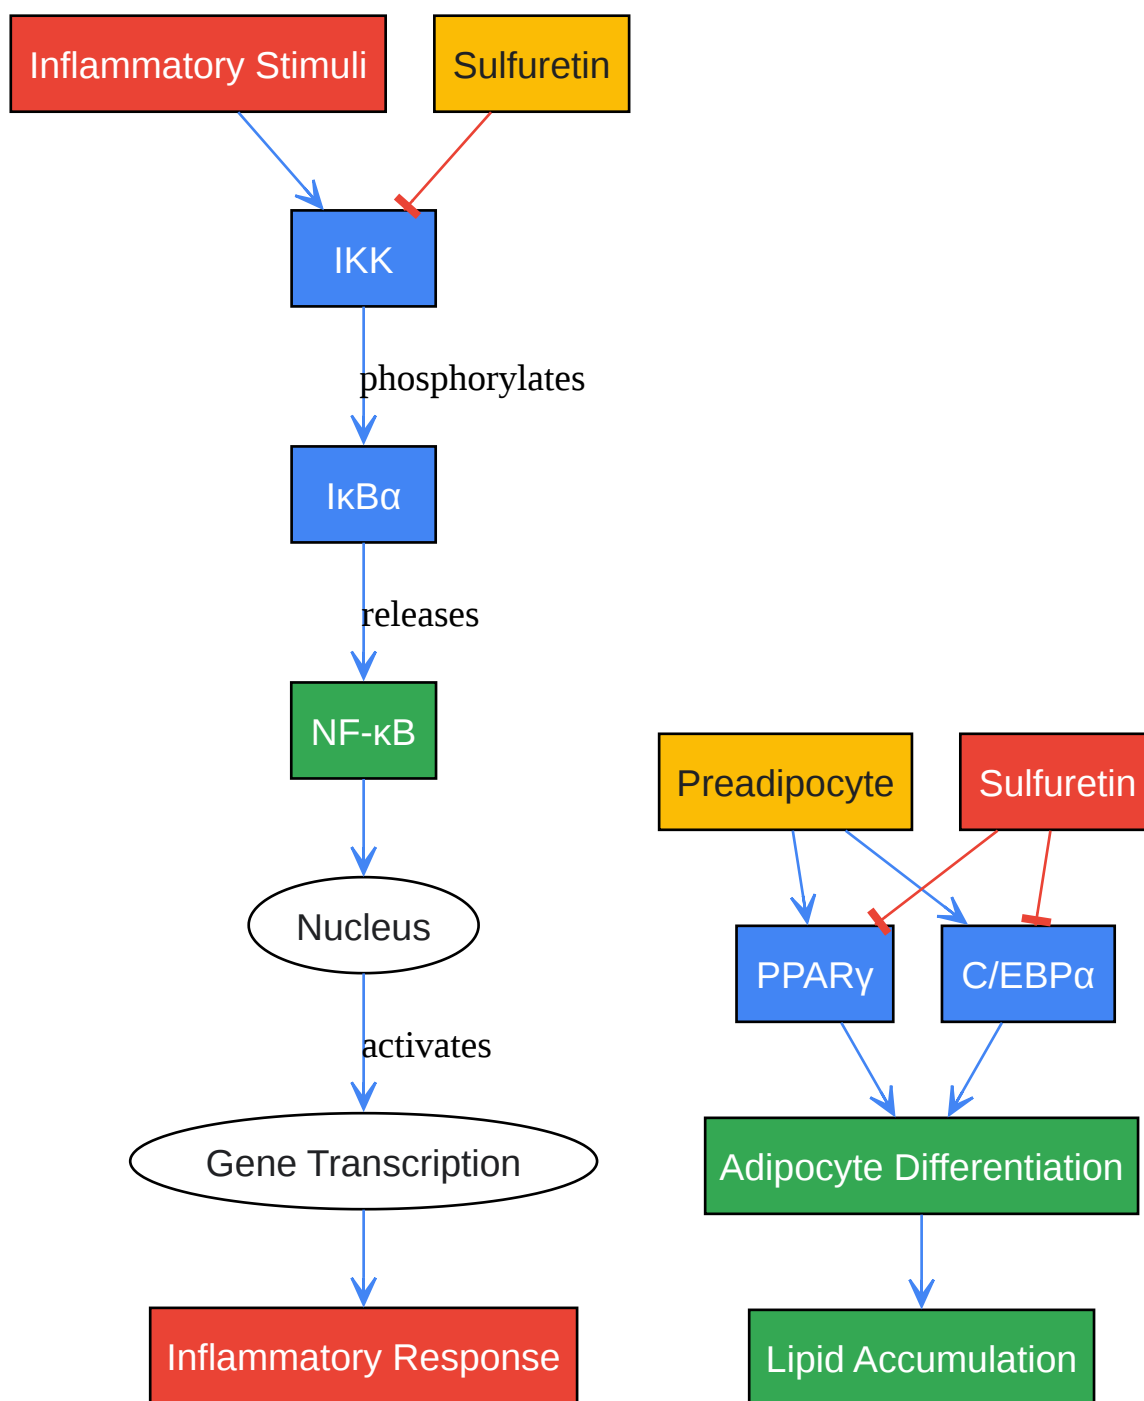 Inflammatory Stimuli
Sulfuretin
IKK
phosphorylates
IκBα
releases
NF-κB
Nucleus
activates
Gene Transcription
Inflammatory Response
Preadipocyte
Sulfuretin
PPARγ
C/EBPα
Adipocyte Differentiation
Lipid Accumulation